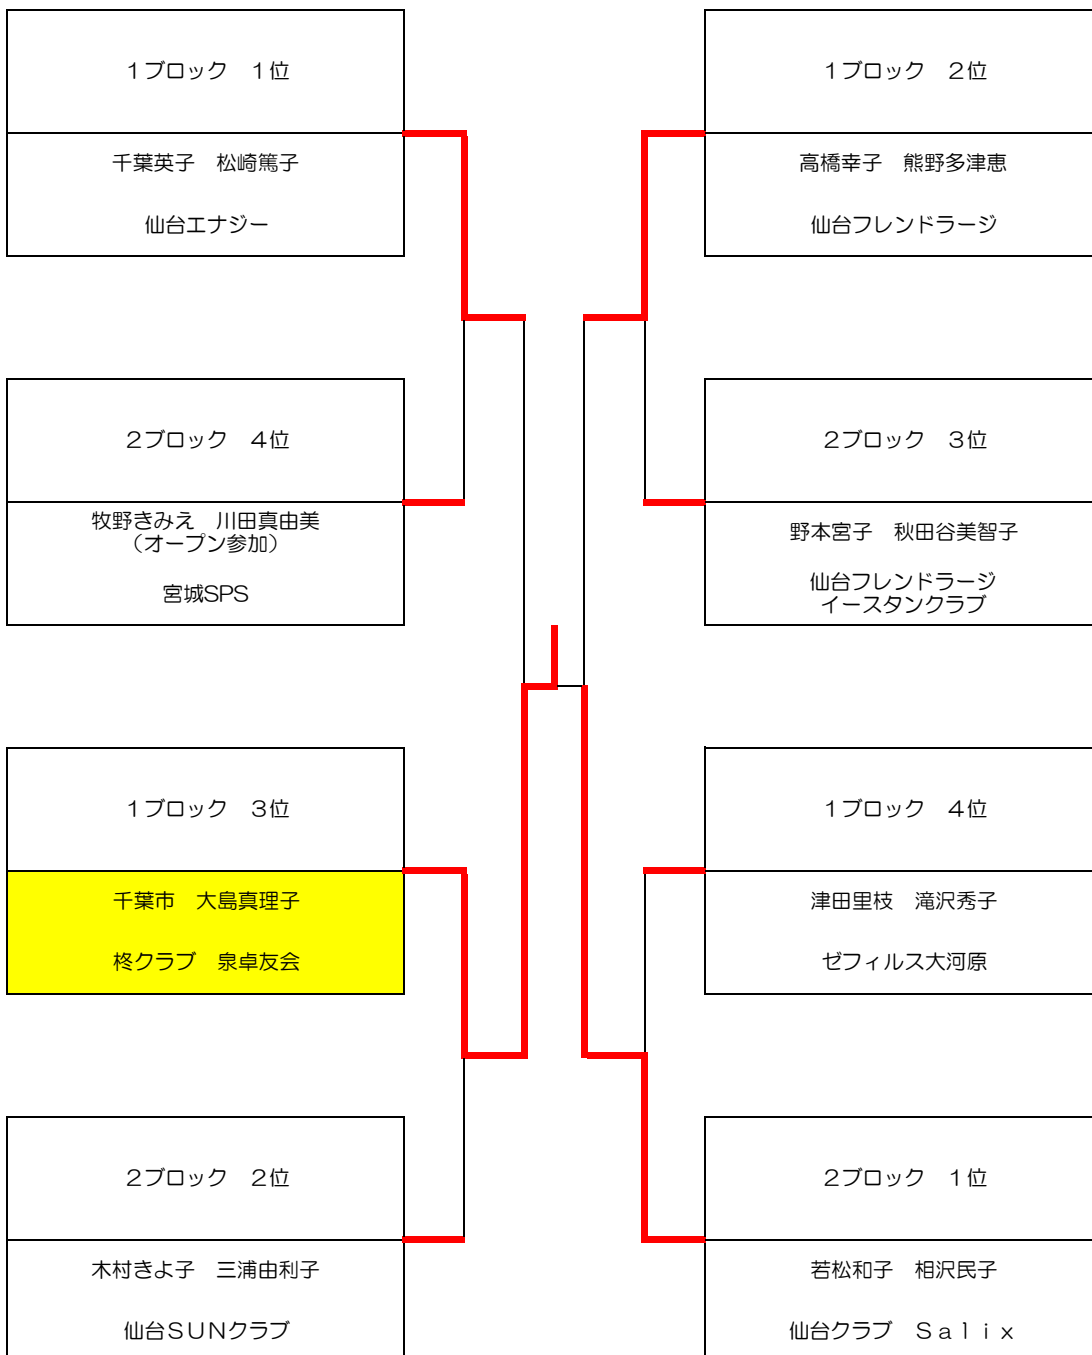 1ブロック　1位
千葉英子　松崎篤子
仙台エナジー
2ブロック　4位
牧野きみえ　川田真由美
（オープン参加）
宮城SPS
1ブロック　3位
千葉市　大島真理子
柊クラブ　泉卓友会
2ブロック　2位
木村きよ子　三浦由利子
仙台ＳＵＮクラブ
1ブロック　2位
高橋幸子　熊野多津恵
仙台フレンドラージ
2ブロック　3位
野本宮子　秋田谷美智子
仙台フレンドラージ
イースタンクラブ
1ブロック　4位
津田里枝　滝沢秀子
ゼフィルス大河原
2ブロック　1位
若松和子　相沢民子
仙台クラブ　Ｓａｌｉｘ